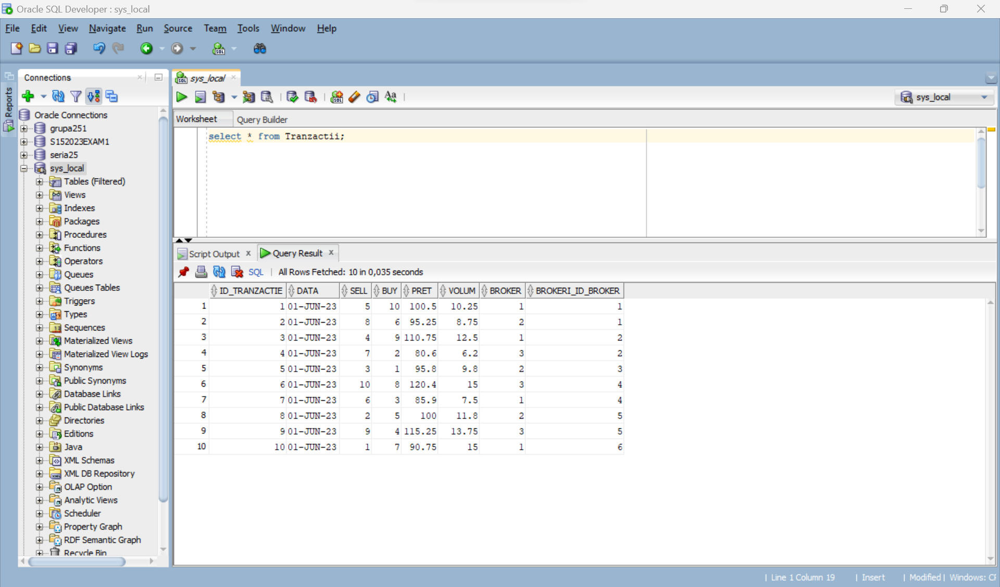 Oracle SQL Developer : sys_local
File Edit View Navigate Run Source Team Tools Window Help
Reports
Connections
Oracle Connections
grupa251
S152023EXAM1
seria25
sys_local
Tables (Filtered)
Views
Indexes
Packages
Procedures
Functions
Operators
Queues
Queues Tables
Triggers
Types
Sequences
Materialized Views
Materialized View Logs
Synonyms
Public Synonyms
Database Links
Public Database Links
Directories
Editions
Java
XML Schemas
XML DB Repository
OLAP Option
Analytic Views
Scheduler
Property Graph
RDF Semantic Graph
Recycle Bin
sys_local
sys_local
Worksheet Query Builder
select * from Tranzactii;
Script Output Query Result
SQL | All Rows Fetched: 10 in 0,035 seconds
ID_TRANZACTIE DATA SELL BUY PRET VOLUM BROKER BROKERI_ID_BROKER
1 1 01-JUN-23 5 10 100.5 10.25 1 1
2 2 01-JUN-23 8 6 95.25 8.75 2 1
3 3 01-JUN-23 4 9 110.75 12.5 1 2
4 4 01-JUN-23 7 2 80.6 6.2 3 2
5 5 01-JUN-23 3 1 95.8 9.8 2 3
6 6 01-JUN-23 10 8 120.4 15 3 4
7 7 01-JUN-23 6 3 85.9 7.5 1 4
8 8 01-JUN-23 2 5 100 11.8 2 5
9 9 01-JUN-23 9 4 115.25 13.75 3 5
10 10 01-JUN-23 1 7 90.75 15 1 6
| Line 1 Column 19 | Insert | Modified | Windows: CF